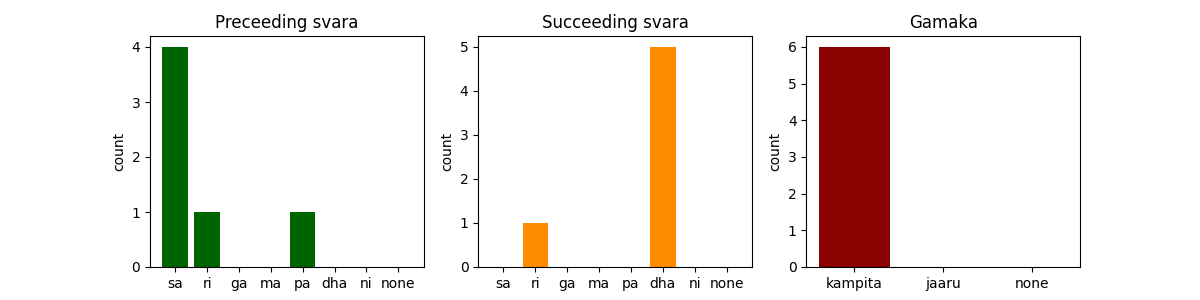 Preceeding svara
count
4
3
2
1
0
sa ri ga ma pa dha ni none
Succeeding svara
count
5
4
3
2
1
0
sa ri ga ma pa dha ni none
Gamaka
count
6
5
4
3
2
1
0
kampita jaaru none